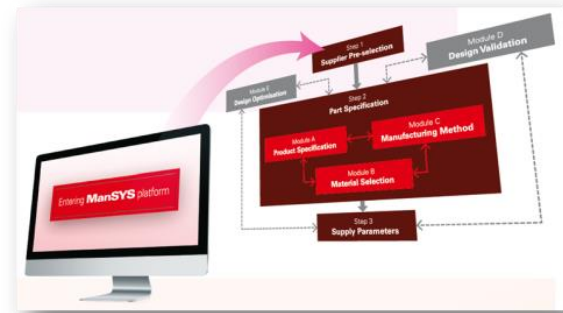 Step 1
Supplier Pre-selection
Module D
Design Validation
Module E
Design Optimisation
Step 2
Part Specification
Module A
Product Specification
Module C
Manufacturing Method
Module B
Material Selection
Step 3
Supply Parameters
Entering ManSYS platform